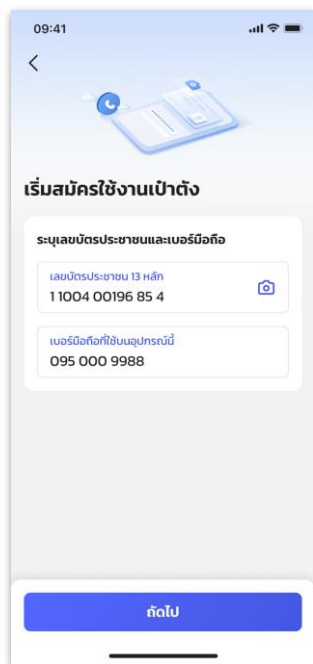 09:41
เริ่มสมัครใช้งานเป๋าตัง
ระบุเลขบัตรประชาชนและเบอร์มือถือ
เลขบัตรประชาชน 13 หลัก
1 1004 00196 85 4
เบอร์มือถือที่ใช้บนอุปกรณ์นี้
095 000 9988
ถัดไป